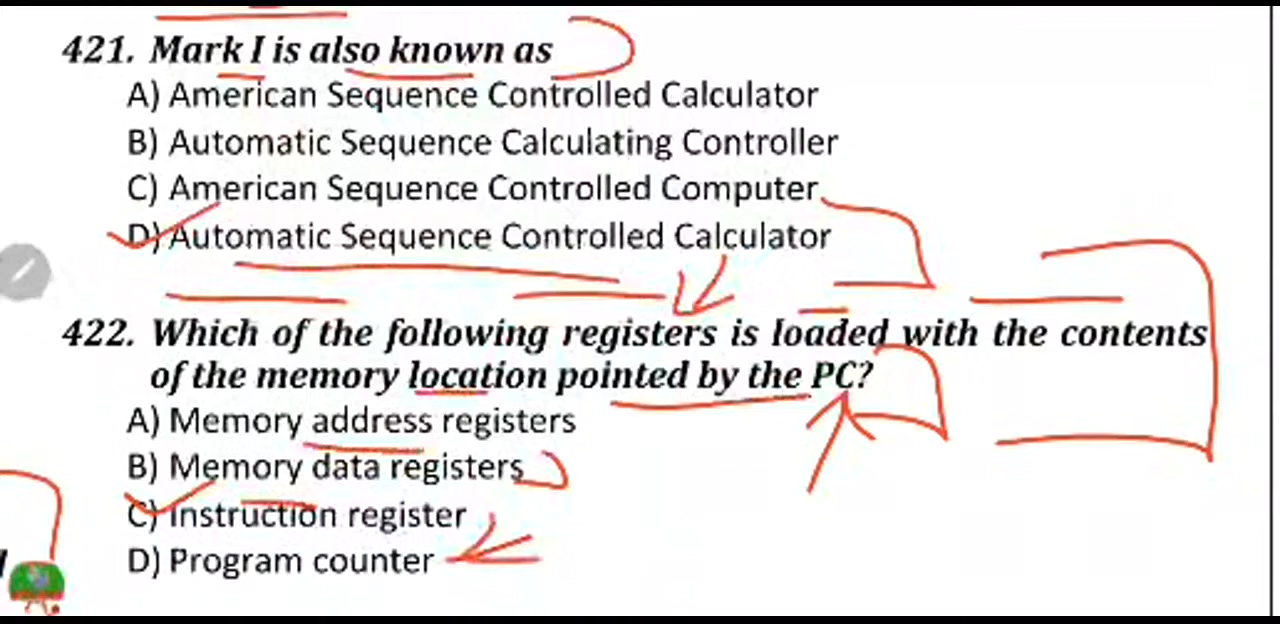 421. Mark I is also known as
A) American Sequence Controlled Calculator
B) Automatic Sequence Calculating Controller
C) American Sequence Controlled Computer
D) Automatic Sequence Controlled Calculator
422. Which of the following registers is loaded with the contents
of the memory location pointed by the PC?
A) Memory address registers
B) Memory data registers
C) Instruction register
D) Program counter